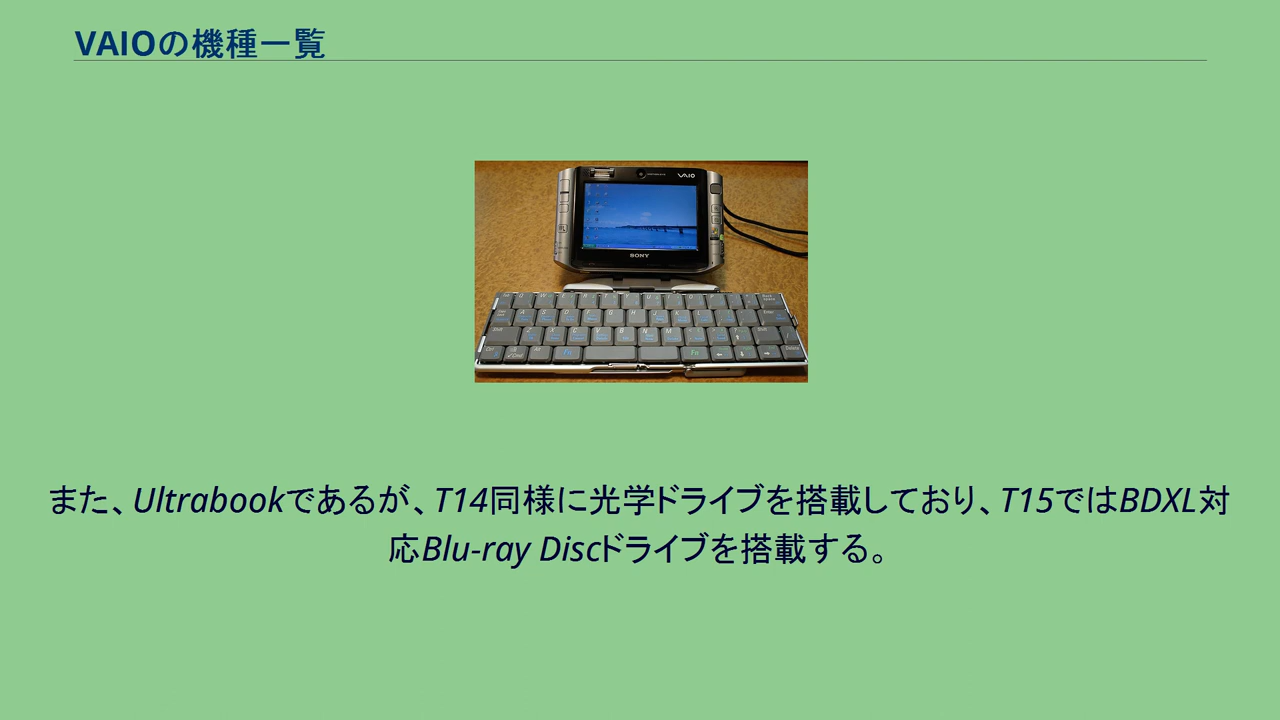 VAIOの機種一覧
VAIO
SONY
また、Ultrabookであるが、T14同様に光学ドライブを搭載しており、T15ではBDXL対
応Blu-ray Discドライブを搭載する。